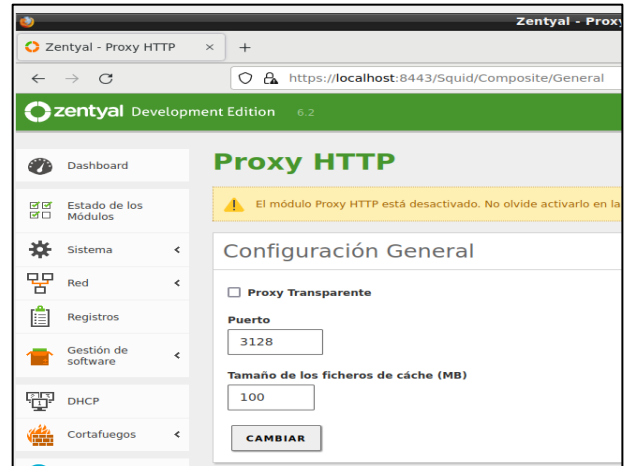 Zentyal - Proxy
Zentyal - Proxy HTTP × +
https://localhost:8443/Squid/Composite/General
zentyal Development Edition 6.2
Dashboard
Estado de los
Módulos
Sistema
Red
Registros
Gestión de
software
DHCP
Cortafuegos
Proxy HTTP
El módulo Proxy HTTP está desactivado. No olvide activarlo en la
Configuración General
Proxy Transparente
Puerto
3128
Tamaño de los ficheros de cáche (MB)
100
CAMBIAR